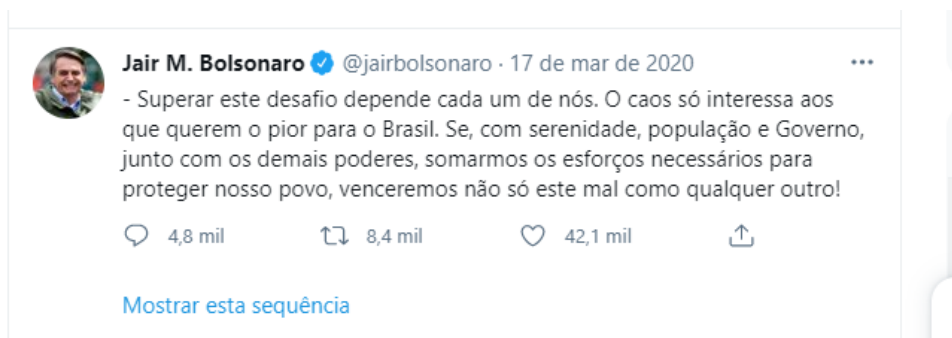 Jair M. Bolsonaro @jairbolsonaro · 17 de mar de 2020
- Superar este desafio depende cada um de nós. O caos só interessa aos
que querem o pior para o Brasil. Se, com serenidade, população e Governo,
junto com os demais poderes, somarmos os esforços necessários para
proteger nosso povo, venceremos não só este mal como qualquer outro!
4,8 mil 8,4 mil 42,1 mil
Mostrar esta sequência